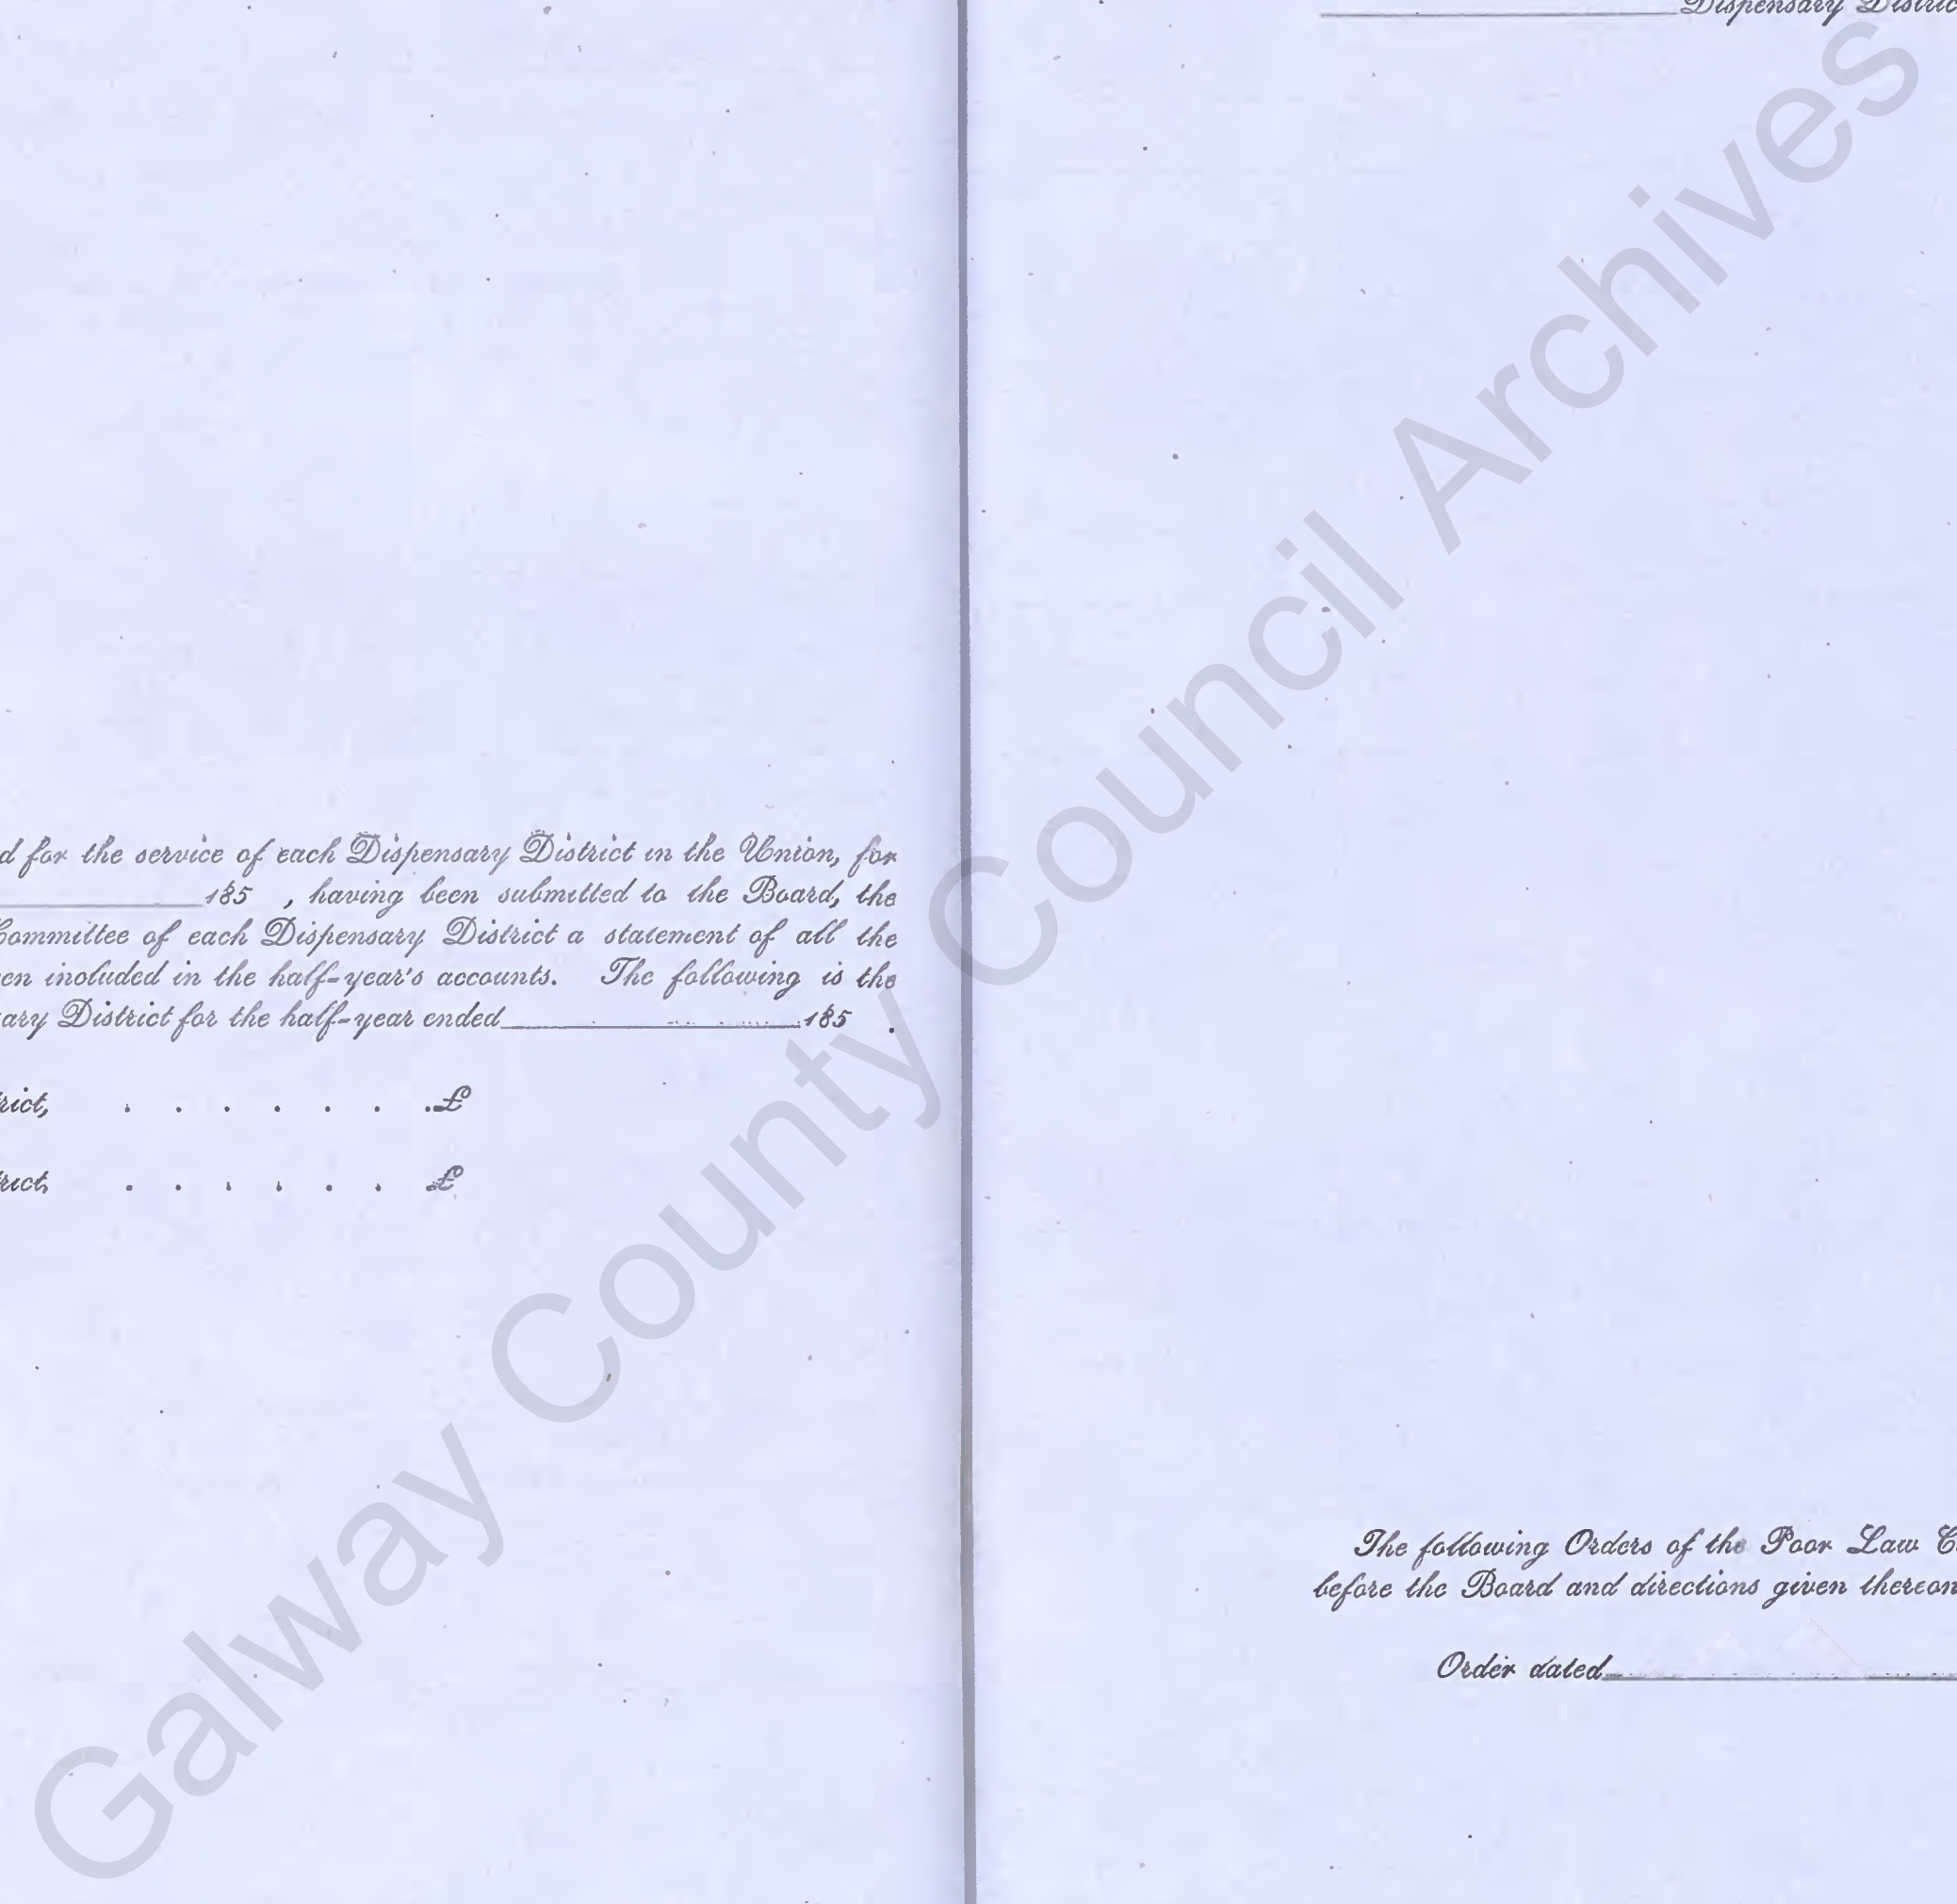 d for the service of each Dispensary District in the Union, for
185 , having been submitted to the Board, the
Committee of each Dispensary District a statement of all the
en included in the half-year's accounts. The following is the
ary District for the half-year ended 185 .
rict, . . . . . . . £
rict, . . . . . . £
Dispensary Distric
The following Orders of the Poor Law C
before the Board and directions given thereon
Order dated
Galway County Council Archives